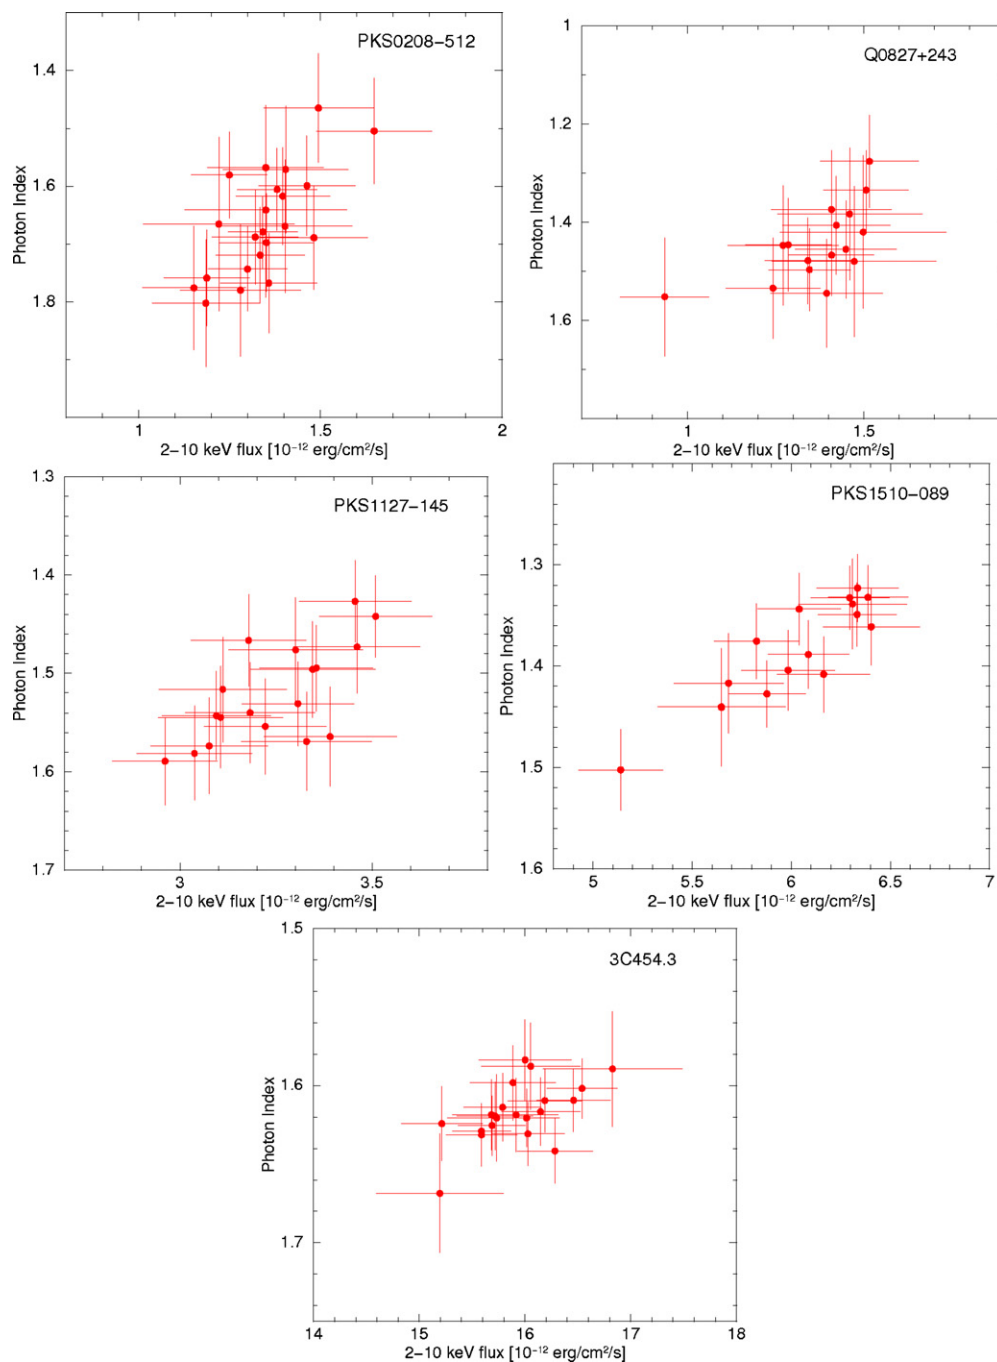 PKS0208−512
Photon Index
1.4
1.6
1.8
1
1.5
2
2−10 keV flux [10⁻¹² erg/cm²/s]
Q0827+243
Photon Index
1
1.2
1.4
1.6
1
1.5
2−10 keV flux [10⁻¹² erg/cm²/s]
PKS1127−145
Photon Index
1.3
1.4
1.5
1.6
1.7
3
3.5
2−10 keV flux [10⁻¹² erg/cm²/s]
PKS1510−089
Photon Index
1.3
1.4
1.5
1.6
5
5.5
6
6.5
7
2−10 keV flux [10⁻¹² erg/cm²/s]
3C454.3
Photon Index
1.5
1.6
1.7
14
15
16
17
18
2−10 keV flux [10⁻¹² erg/cm²/s]